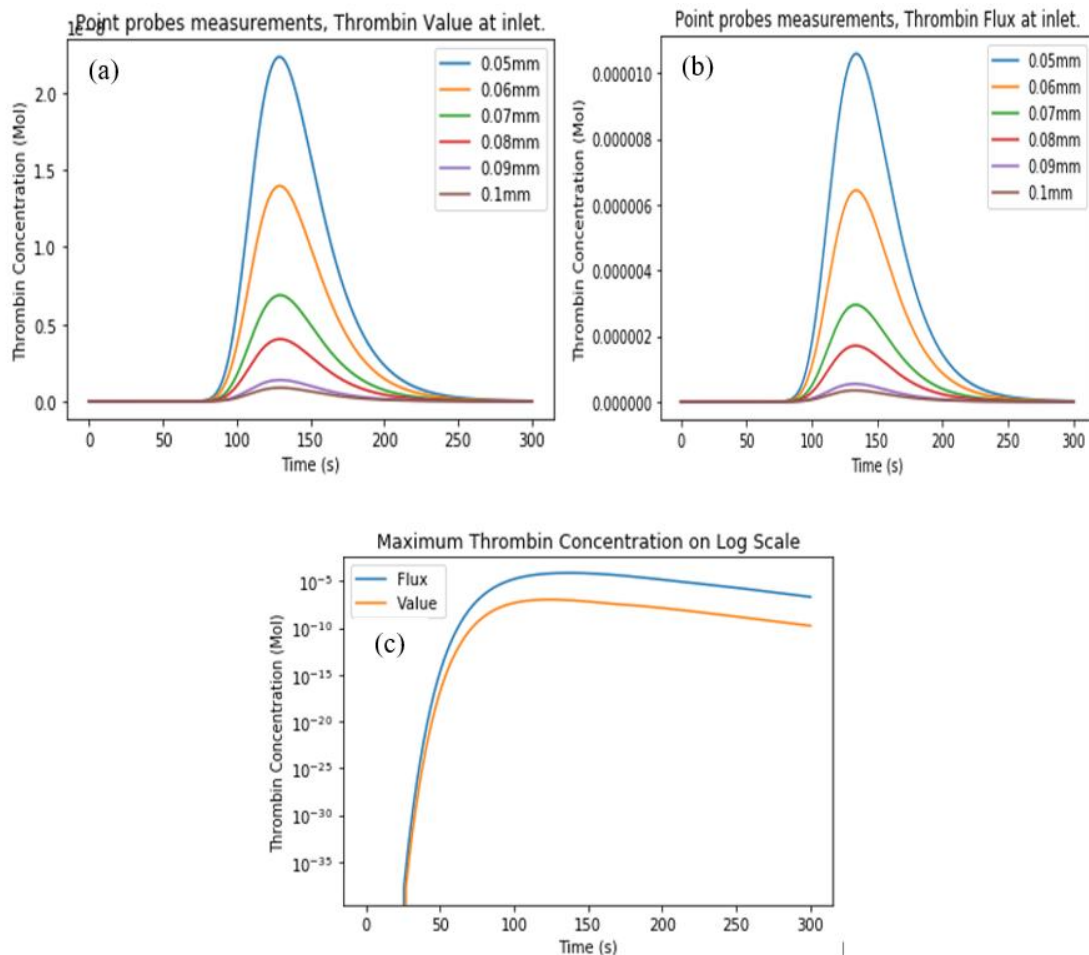 Point probes measurements, Thrombin Value at inlet.
(a)
0.05mm
0.06mm
0.07mm
0.08mm
0.09mm
0.1mm
2.0
1.5
1.0
0.5
0.0
Thrombin Concentration (Mol)
0 50 100 150 200 250 300
Time (s)
Point probes measurements, Thrombin Flux at inlet.
(b)
0.05mm
0.06mm
0.07mm
0.08mm
0.09mm
0.1mm
0.000010
0.000008
0.000006
0.000004
0.000002
0.000000
Thrombin Concentration (Mol)
0 50 100 150 200 250 300
Time (s)
Maximum Thrombin Concentration on Log Scale
Flux
Value
(c)
10⁻⁵
10⁻¹⁰
10⁻¹⁵
10⁻²⁰
10⁻²⁵
10⁻³⁰
10⁻³⁵
Thrombin Concentration (Mol)
0 50 100 150 200 250 300
Time (s)